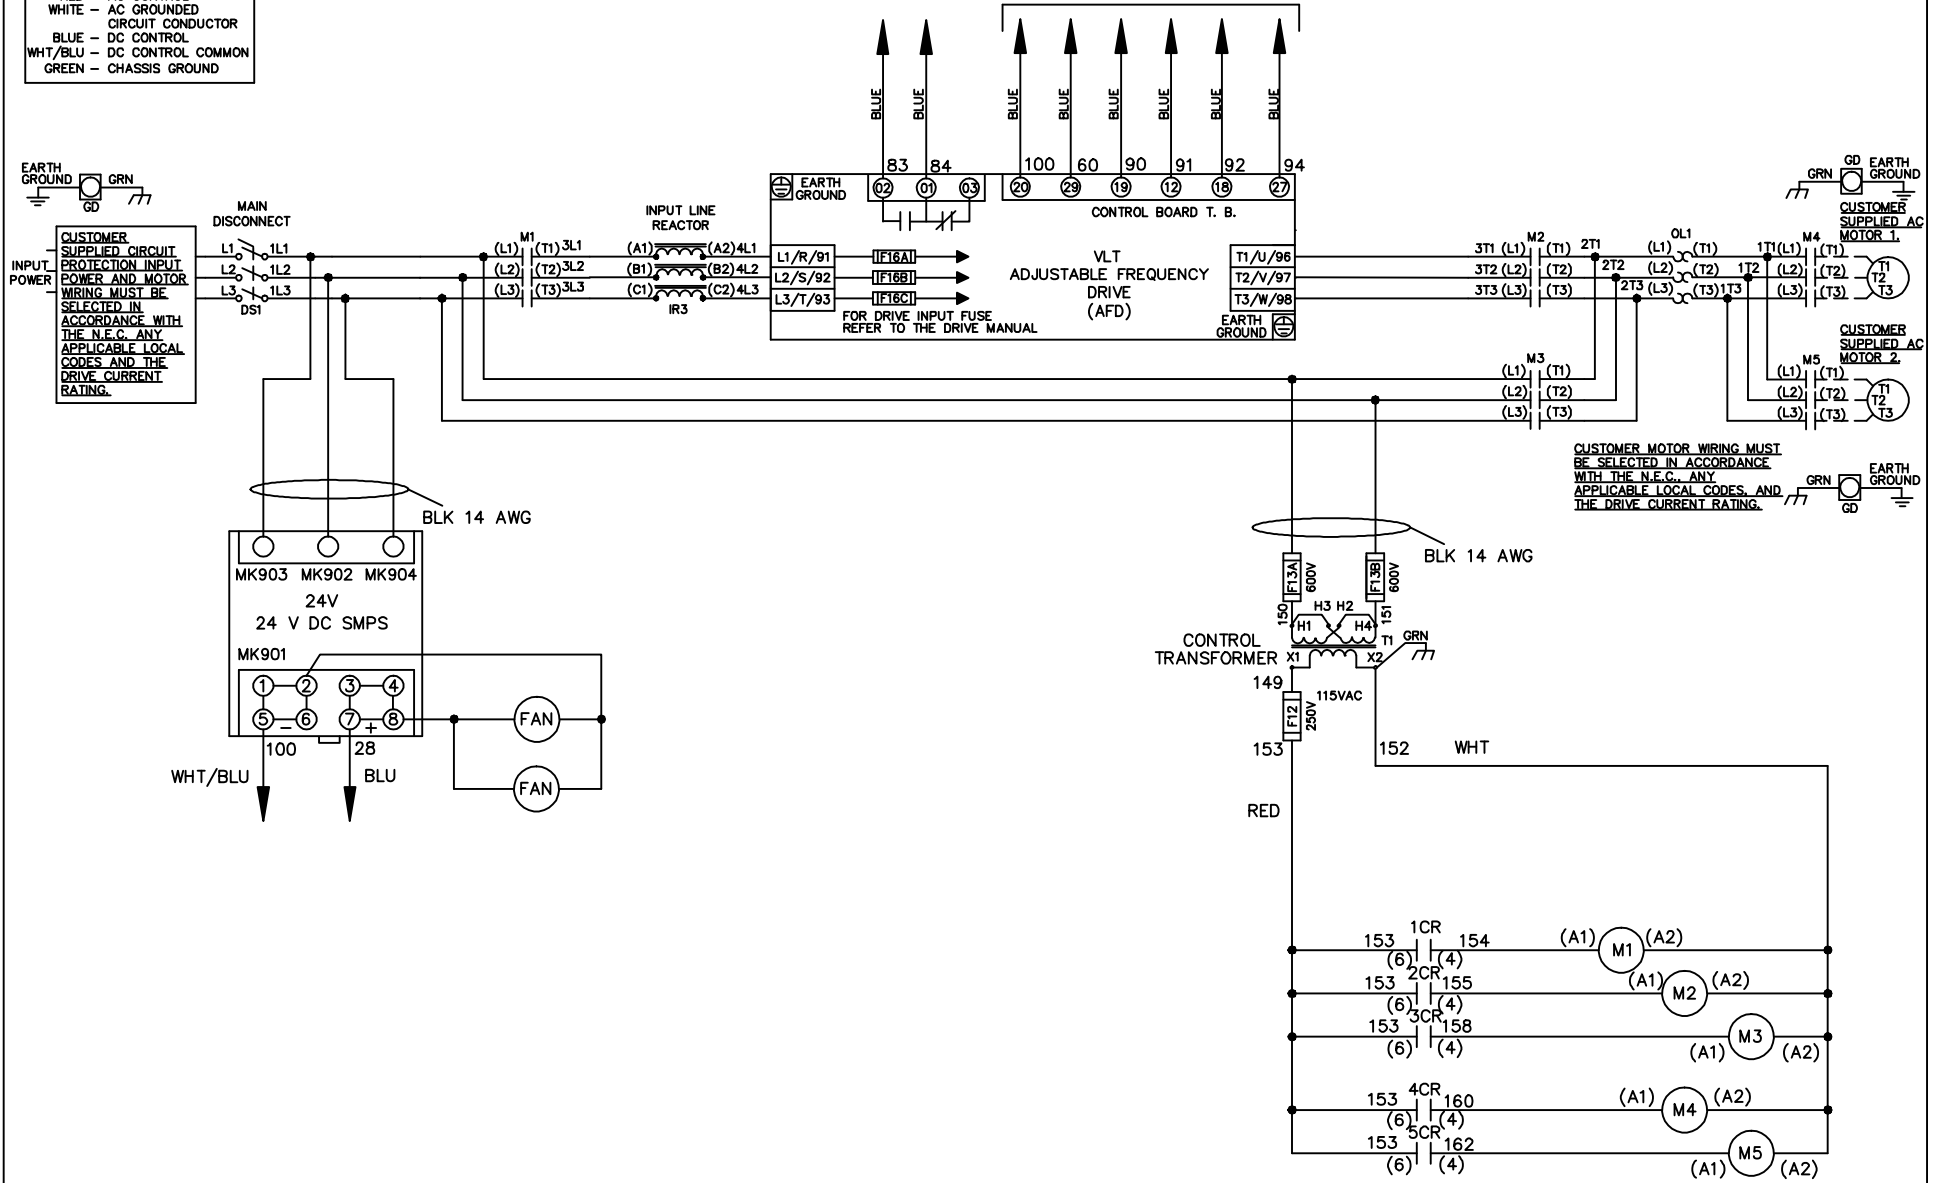 WHITE – AC GROUNDED
CIRCUIT CONDUCTOR
BLUE – DC CONTROL
WHT/BLU – DC CONTROL COMMON
GREEN – CHASSIS GROUND
BLUE
BLUE
BLUE
BLUE
BLUE
BLUE
BLUE
BLUE
83 84 100 60 90 91 92 94
EARTH
GROUND
02 01 03 20 29 19 12 18 27
CONTROL BOARD T. B.
EARTH
GROUND
GRN
GD
MAIN
DISCONNECT
INPUT
POWER
CUSTOMER
SUPPLIED CIRCUIT
PROTECTION INPUT
POWER AND MOTOR
WIRING MUST BE
SELECTED IN
ACCORDANCE WITH
THE N.E.C. ANY
APPLICABLE LOCAL
CODES AND THE
DRIVE CURRENT
RATING.
L1 1L1
L2 1L2
L3 1L3
DS1
M1
(L1) (T1) 3L1
(L2) (T2) 3L2
(L3) (T3) 3L3
INPUT LINE
REACTOR
(A1) (A2) 4L1
(B1) (B2) 4L2
(C1) (C2) 4L3
IR3
L1/R/91 F16A
L2/S/92 F16B
L3/T/93 F16C
FOR DRIVE INPUT FUSE
REFER TO THE DRIVE MANUAL
VLT
ADJUSTABLE FREQUENCY
DRIVE
(AFD)
T1/U/96
T2/V/97
T3/W/98
EARTH
GROUND
M2
3T1 (L1) (T1) 2T1
3T2 (L2) (T2) 2T2
3T3 (L3) (T3) 2T3
OL1
(L1) (T1) 1T1
(L2) (T2) 1T2
(L3) (T3) 1T3
M4
(L1) (T1)
(L2) (T2)
(L3) (T3)
T1
T2
T3
GD
EARTH
GROUND
GRN
CUSTOMER
SUPPLIED AC
MOTOR 1.
M3
(L1) (T1)
(L2) (T2)
(L3) (T3)
CUSTOMER
SUPPLIED AC
MOTOR 2.
M5
(L1) (T1)
(L2) (T2)
(L3) (T3)
T1
T2
T3
CUSTOMER MOTOR WIRING MUST
BE SELECTED IN ACCORDANCE
WITH THE N.E.C., ANY
APPLICABLE LOCAL CODES, AND
THE DRIVE CURRENT RATING.
EARTH
GROUND
GRN
GD
BLK 14 AWG
MK903 MK902 MK904
24V
24 V DC SMPS
MK901
1 2 3 4
5 – 6 7 + 8
100 28
WHT/BLU BLU
FAN
FAN
BLK 14 AWG
F13A 600V
F13B 600V
150 151
H3 H2
H1 H4
T1
GRN
CONTROL
TRANSFORMER
X1 X2
149
115VAC
F12 250V
153
152 WHT
RED
1CR
153 154 (A1) M1 (A2)
(6) (4)
2CR
153 155 (A1) M2 (A2)
(6) (4)
3CR
153 158 M3
(6) (4) (A1) (A2)
4CR
153 160 (A1) M4 (A2)
(6) (4)
5CR
153 162 M5
(6) (4) (A1) (A2)